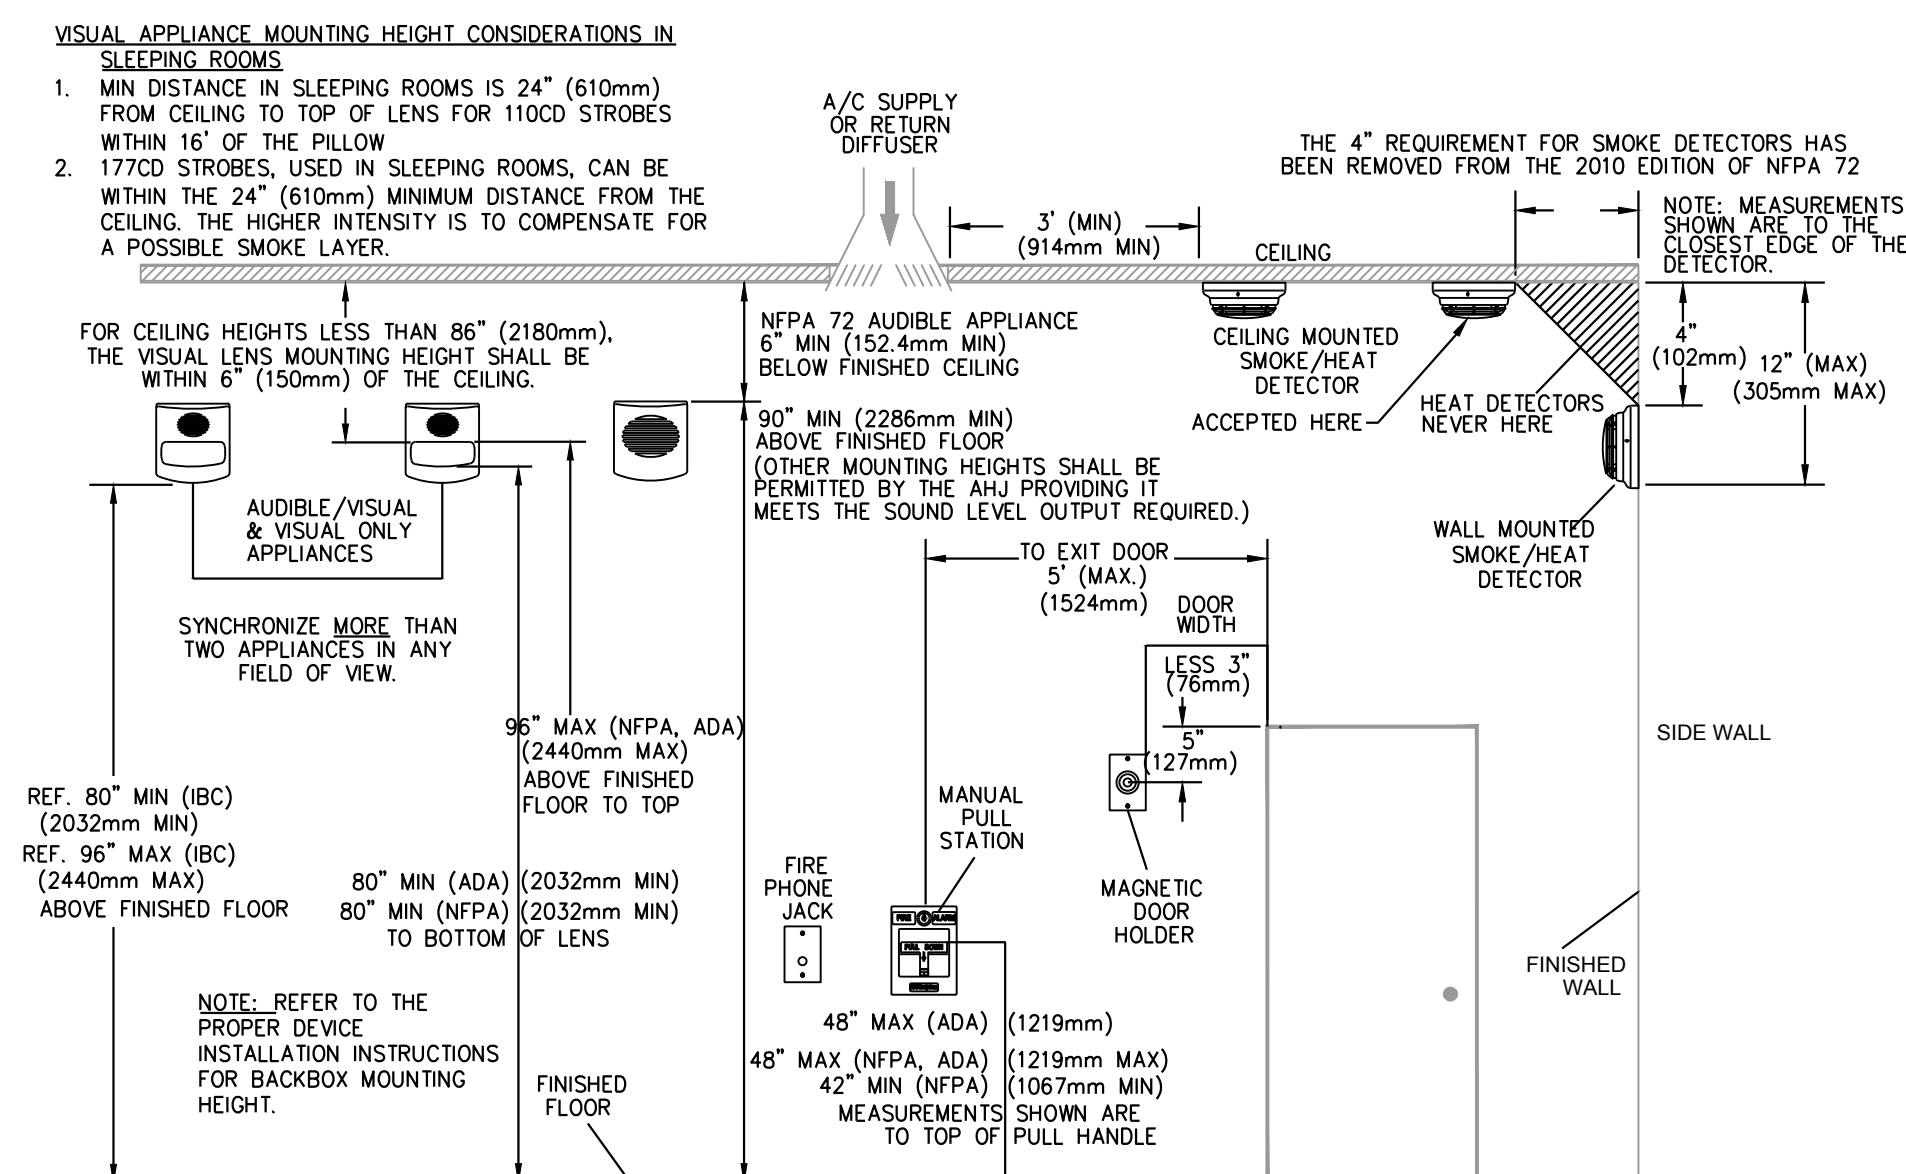 VISUAL APPLIANCE MOUNTING HEIGHT CONSIDERATIONS IN
SLEEPING ROOMS
1. MIN DISTANCE IN SLEEPING ROOMS IS 24" (610mm)
FROM CEILING TO TOP OF LENS FOR 110CD STROBES
WITHIN 16' OF THE PILLOW
2. 177CD STROBES, USED IN SLEEPING ROOMS, CAN BE
WITHIN THE 24" (610mm) MINIMUM DISTANCE FROM THE
CEILING. THE HIGHER INTENSITY IS TO COMPENSATE FOR
A POSSIBLE SMOKE LAYER.
A/C SUPPLY
OR RETURN
DIFFUSER
3' (MIN)
(914mm MIN)
CEILING
THE 4" REQUIREMENT FOR SMOKE DETECTORS HAS
BEEN REMOVED FROM THE 2010 EDITION OF NFPA 72
NOTE: MEASUREMENTS
SHOWN ARE TO THE
CLOSEST EDGE OF THE
DETECTOR.
FOR CEILING HEIGHTS LESS THAN 86" (2180mm),
THE VISUAL LENS MOUNTING HEIGHT SHALL BE
WITHIN 6" (150mm) OF THE CEILING.
NFPA 72 AUDIBLE APPLIANCE
6" MIN (152.4mm MIN)
BELOW FINISHED CEILING
90" MIN (2286mm MIN)
ABOVE FINISHED FLOOR
(OTHER MOUNTING HEIGHTS SHALL BE
PERMITTED BY THE AHJ PROVIDING IT
MEETS THE SOUND LEVEL OUTPUT REQUIRED.)
CEILING MOUNTED
SMOKE/HEAT
DETECTOR
ACCEPTED HERE
HEAT DETECTORS
NEVER HERE
4"
(102mm)
12" (MAX)
(305mm MAX)
WALL MOUNTED
SMOKE/HEAT
DETECTOR
AUDIBLE/VISUAL
& VISUAL ONLY
APPLIANCES
SYNCHRONIZE MORE THAN
TWO APPLIANCES IN ANY
FIELD OF VIEW.
TO EXIT DOOR
5' (MAX.)
(1524mm)
DOOR
WIDTH
LESS 3"
(76mm)
5"
(127mm)
96" MAX (NFPA, ADA)
(2440mm MAX)
ABOVE FINISHED
FLOOR TO TOP
SIDE WALL
REF. 80" MIN (IBC)
(2032mm MIN)
REF. 96" MAX (IBC)
(2440mm MAX)
ABOVE FINISHED FLOOR
80" MIN (ADA) (2032mm MIN)
80" MIN (NFPA) (2032mm MIN)
TO BOTTOM OF LENS
MANUAL
PULL
STATION
FIRE
PHONE
JACK
MAGNETIC
DOOR
HOLDER
FIRE ALARM
PULL DOWN
FINISHED
WALL
NOTE: REFER TO THE
PROPER DEVICE
INSTALLATION INSTRUCTIONS
FOR BACKBOX MOUNTING
HEIGHT.
48" MAX (ADA) (1219mm)
48" MAX (NFPA, ADA) (1219mm MAX)
42" MIN (NFPA) (1067mm MIN)
MEASUREMENTS SHOWN ARE
TO TOP OF PULL HANDLE
FINISHED
FLOOR